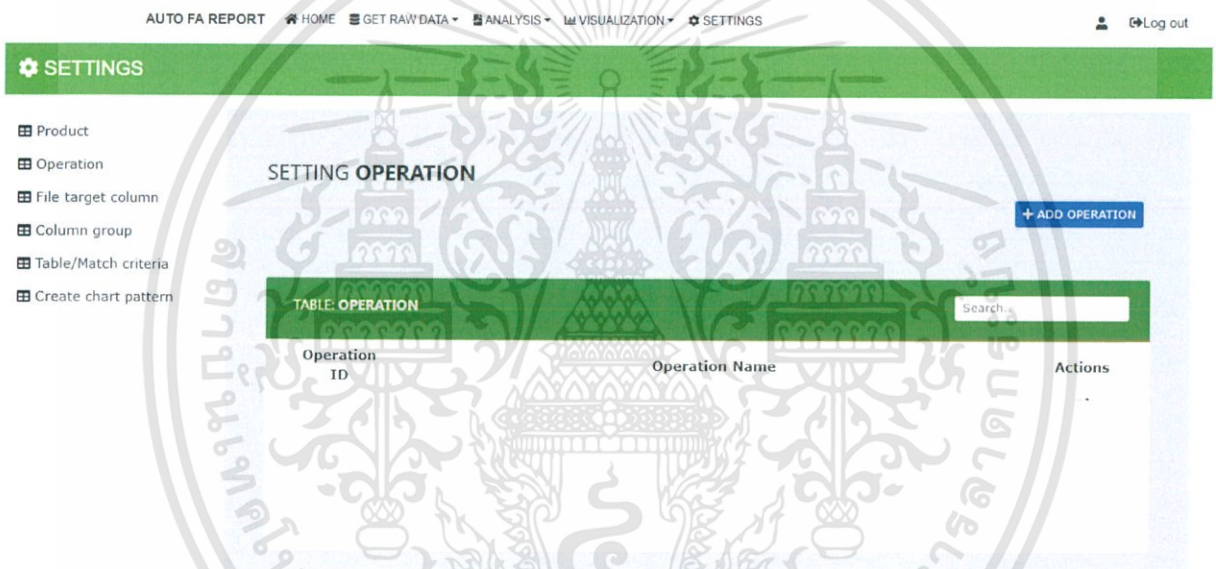 AUTO FA REPORT HOME GET RAW DATA ANALYSIS VISUALIZATION SETTINGS Log out
SETTINGS
Product
Operation
File target column
Column group
Table/Match criteria
Create chart pattern
SETTING OPERATION
+ ADD OPERATION
TABLE: OPERATION Search..
Operation ID Operation Name Actions